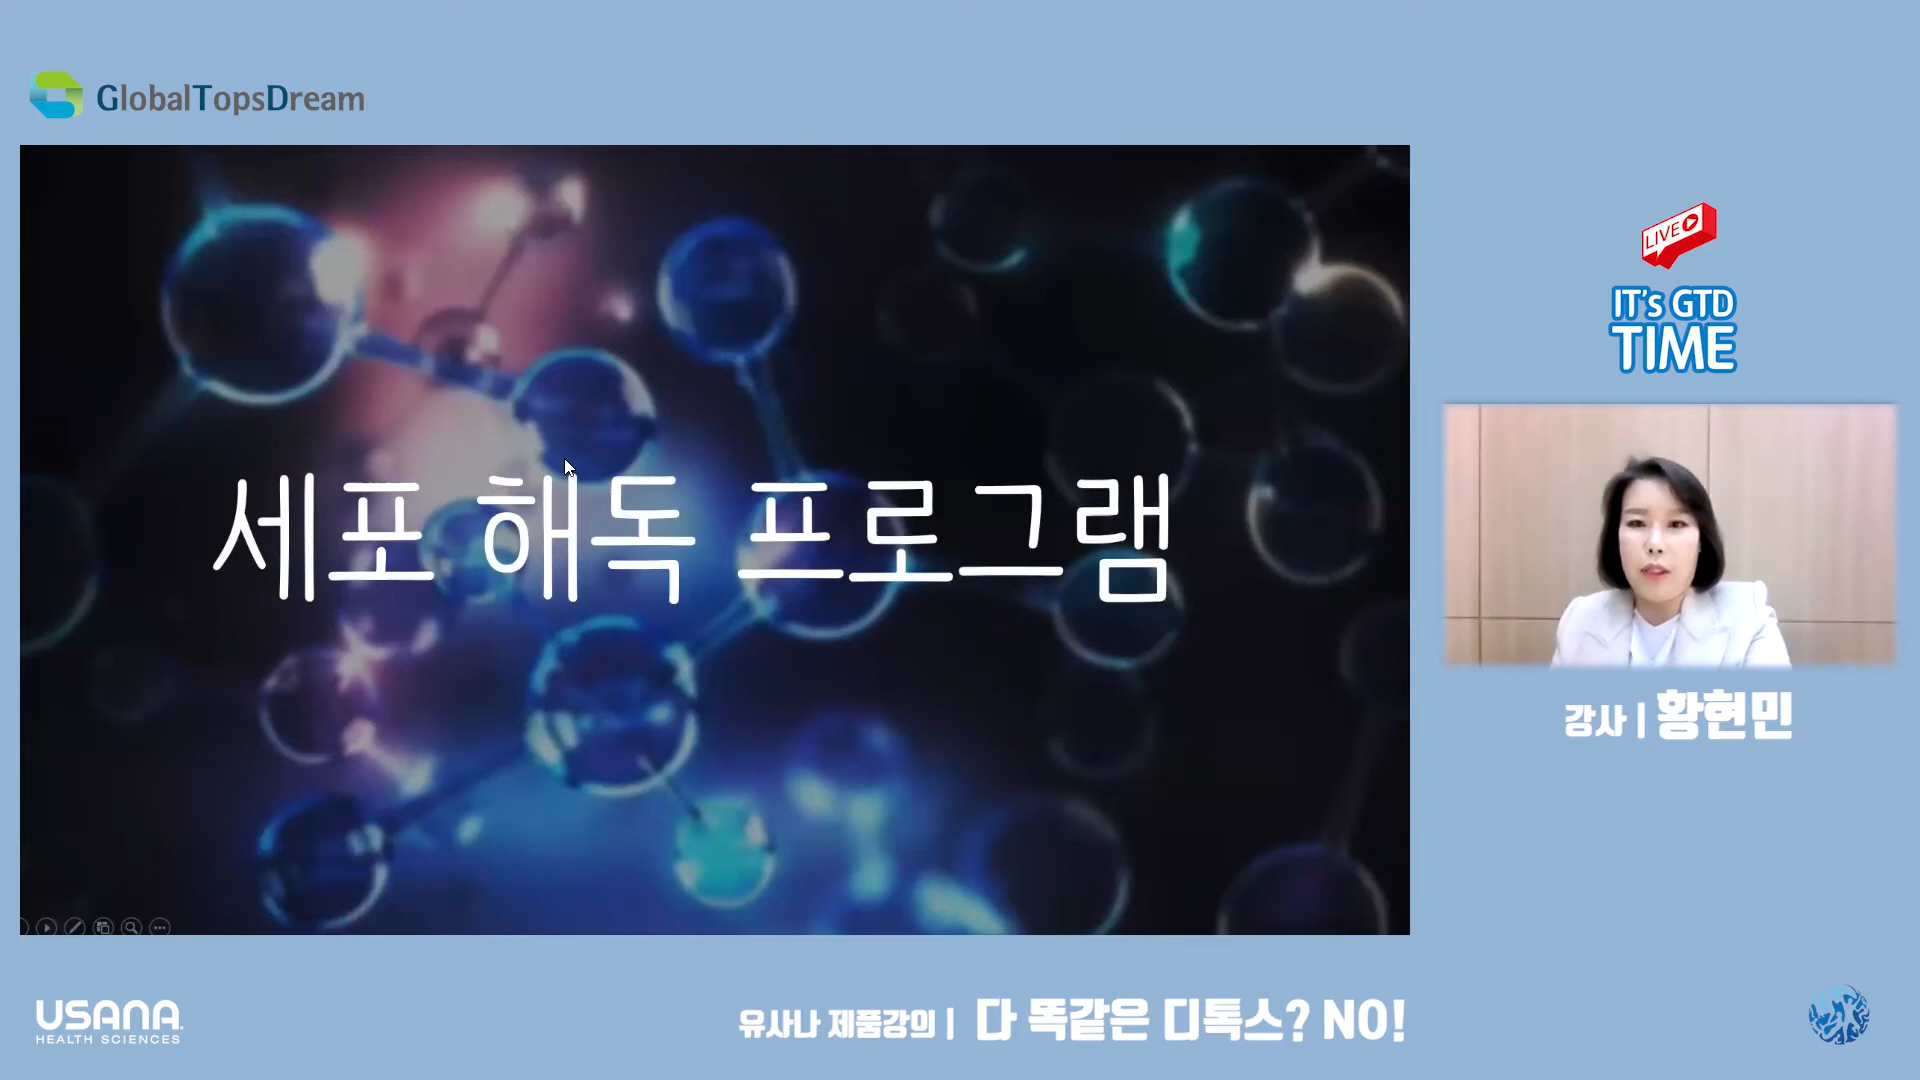 GlobalTopsDream
세포 해독 프로그램
LIVE
IT's GTD
TIME
강사 | 황현민
USANA
HEALTH SCIENCES
유사나 제품강의 | 다 똑같은 디톡스? NO!